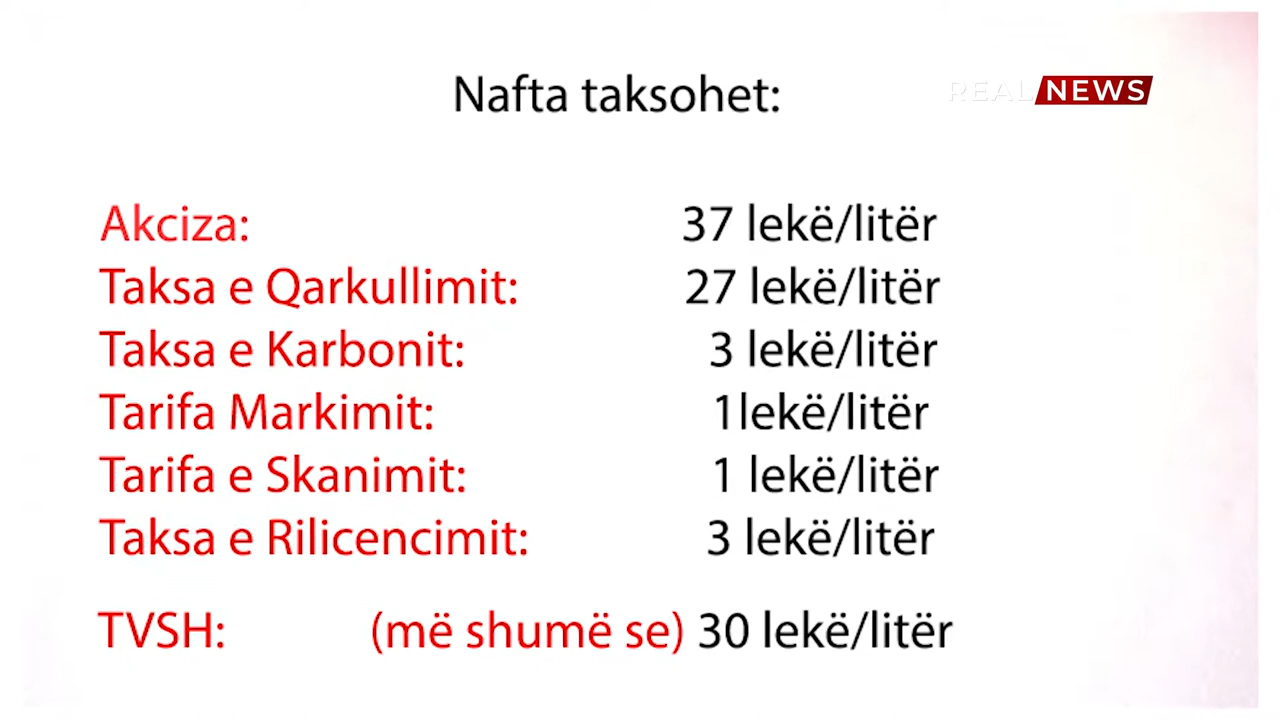 Nafta taksohet:
REAL NEWS
Akciza: 37 lekë/litër
Taksa e Qarkullimit: 27 lekë/litër
Taksa e Karbonit: 3 lekë/litër
Tarifa Markimit: 1lekë/litër
Tarifa e Skanimit: 1 lekë/litër
Taksa e Rilicencimit: 3 lekë/litër
TVSH: (më shumë se) 30 lekë/litër